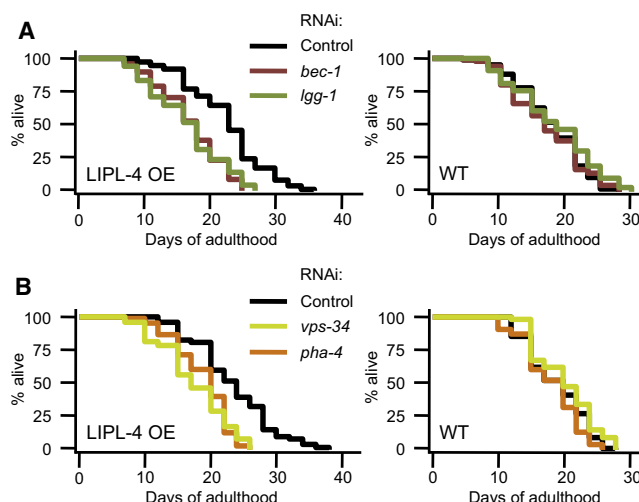 A
RNAi:
Control
bec-1
lgg-1
% alive
100
75
50
25
0
LIPL-4 OE
0 10 20 30 40
Days of adulthood
% alive
100
75
50
25
0
WT
0 10 20 30
Days of adulthood
B
RNAi:
Control
vps-34
pha-4
% alive
100
75
50
25
0
LIPL-4 OE
0 10 20 30 40
Days of adulthood
% alive
100
75
50
25
0
WT
0 10 20 30
Days of adulthood